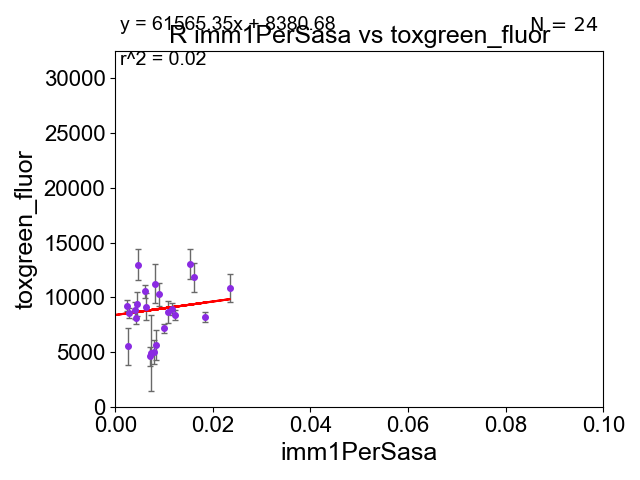 y = 61565.35x + 8380.68
N = 24
R imm1PerSasa vs toxgreen_fluor
r^2 = 0.02
30000
25000
20000
15000
10000
5000
0
toxgreen_fluor
0.00 0.02 0.04 0.06 0.08 0.10
imm1PerSasa